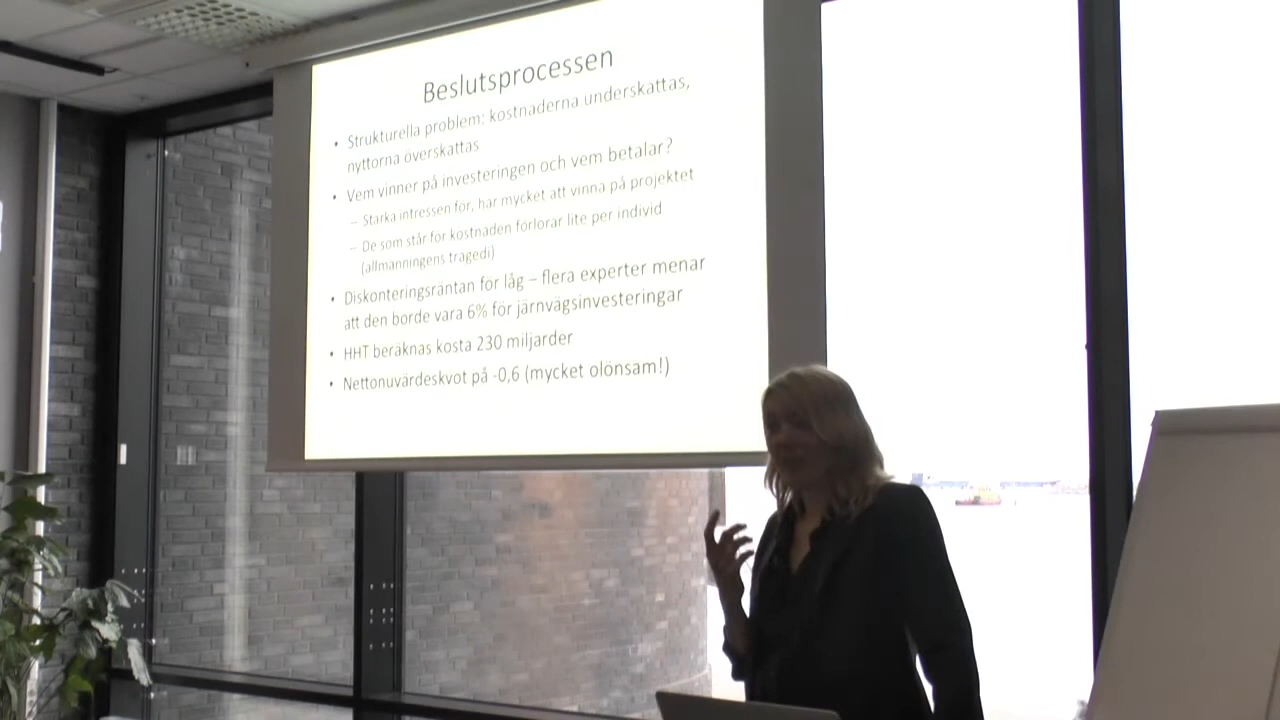 Beslutsprocessen
• Strukturella problem: kostnaderna underskattas,
nyttorna överskattas
• Vem vinner på investeringen och vem betalar?
– Starka intressen för, har mycket att vinna på projektet
– De som står för kostnaden förlorar lite per individ
(allmänningens tragedi)
• Diskonteringsräntan för låg – flera experter menar
att den borde vara 6% för järnvägsinvesteringar
• HHT beräknas kosta 230 miljarder
• Nettonuvärdeskvot på -0,6 (mycket olönsam!)